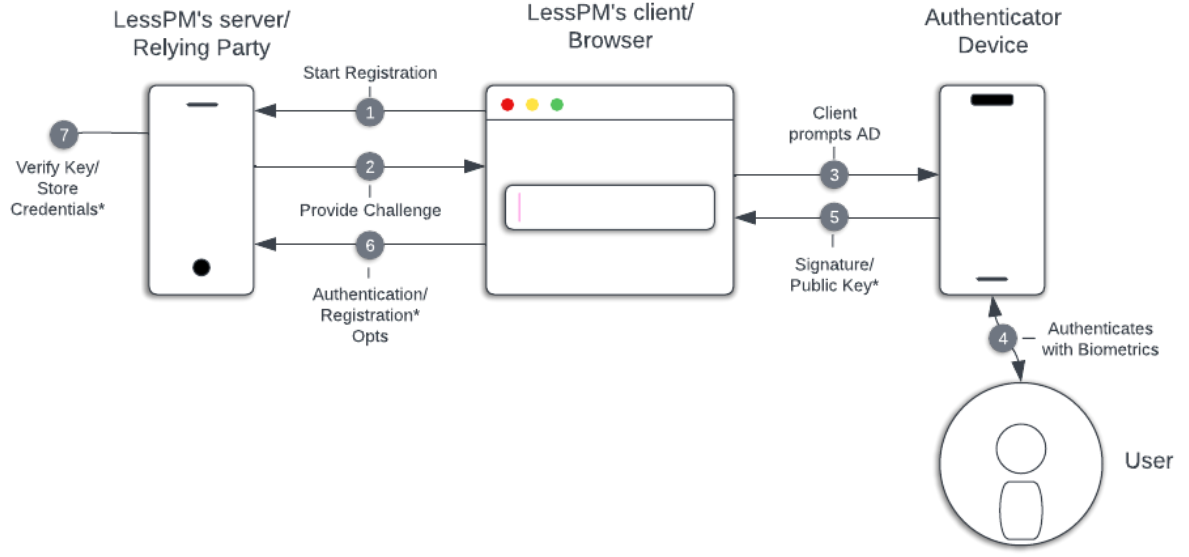 LessPM's server/
Relying Party
LessPM's client/
Browser
Authenticator
Device
Start Registration
1
2
Provide Challenge
6
Authentication/
Registration*
Opts
7
Verify Key/
Store
Credentials*
Client
prompts AD
3
5
Signature/
Public Key*
4
Authenticates
with Biometrics
User